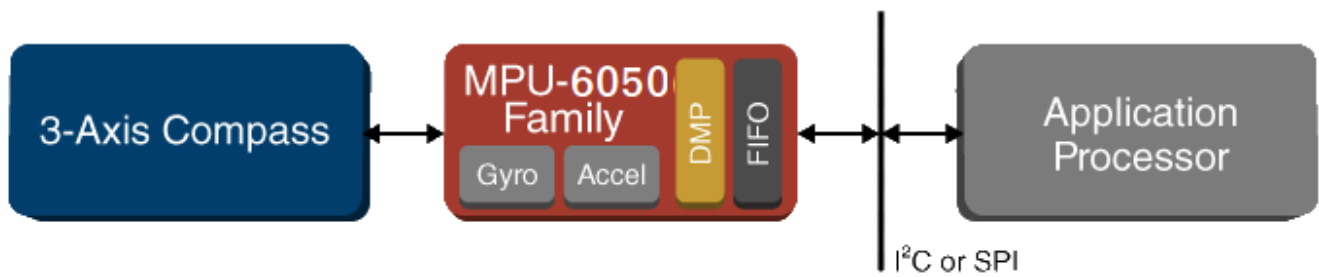 3-Axis Compass
MPU-6050
Family
Gyro
Accel
DMP
FIFO
Application
Processor
I²C or SPI